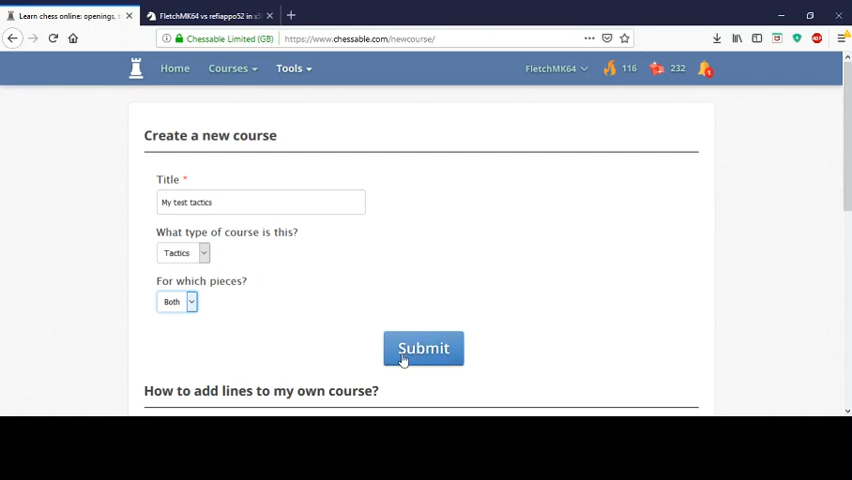 Learn chess online: openings, t
FletchMK64 vs refiappo52 in x
Chessable Limited (GB)
https://www.chessable.com/newcourse/
Home
Courses
Tools
FletchMK64
116
232
1
Create a new course
Title *
My test tactics
What type of course is this?
Tactics
For which pieces?
Both
Submit
How to add lines to my own course?